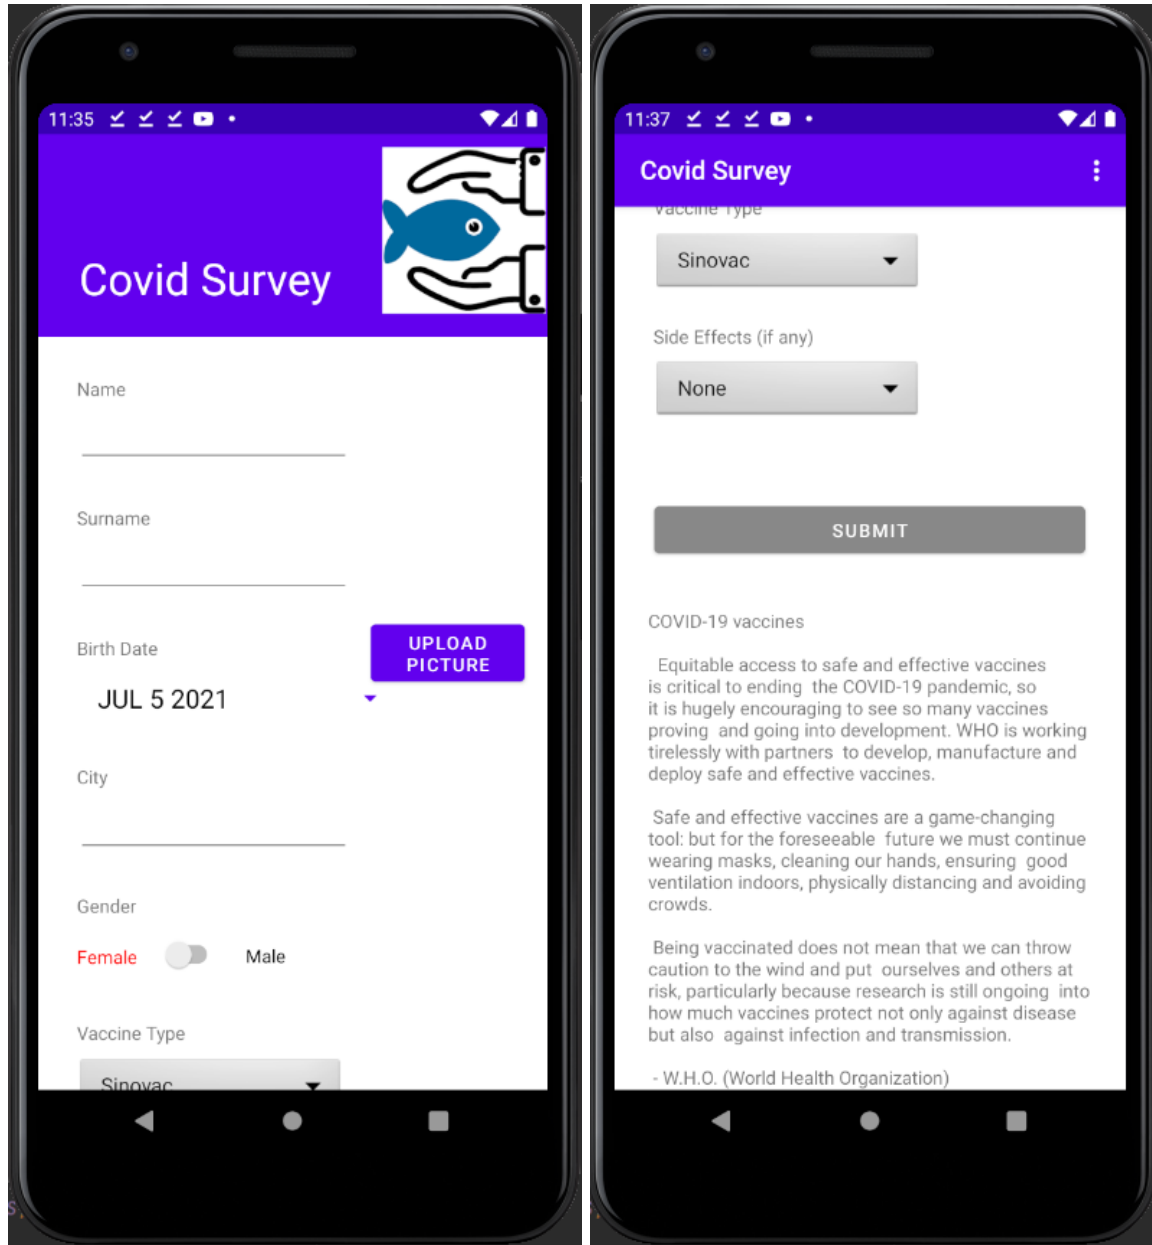 11:35
Covid Survey
Name
Surname
Birth Date
UPLOAD
PICTURE
JUL 5 2021
City
Gender
Female
Male
Vaccine Type
Sinovac
11:37
Covid Survey
Vaccine Type
Sinovac
Side Effects (if any)
None
SUBMIT
COVID-19 vaccines
Equitable access to safe and effective vaccines
is critical to ending the COVID-19 pandemic, so
it is hugely encouraging to see so many vaccines
proving and going into development. WHO is working
tirelessly with partners to develop, manufacture and
deploy safe and effective vaccines.
Safe and effective vaccines are a game-changing
tool: but for the foreseeable future we must continue
wearing masks, cleaning our hands, ensuring good
ventilation indoors, physically distancing and avoiding
crowds.
Being vaccinated does not mean that we can throw
caution to the wind and put ourselves and others at
risk, particularly because research is still ongoing into
how much vaccines protect not only against disease
but also against infection and transmission.
- W.H.O. (World Health Organization)